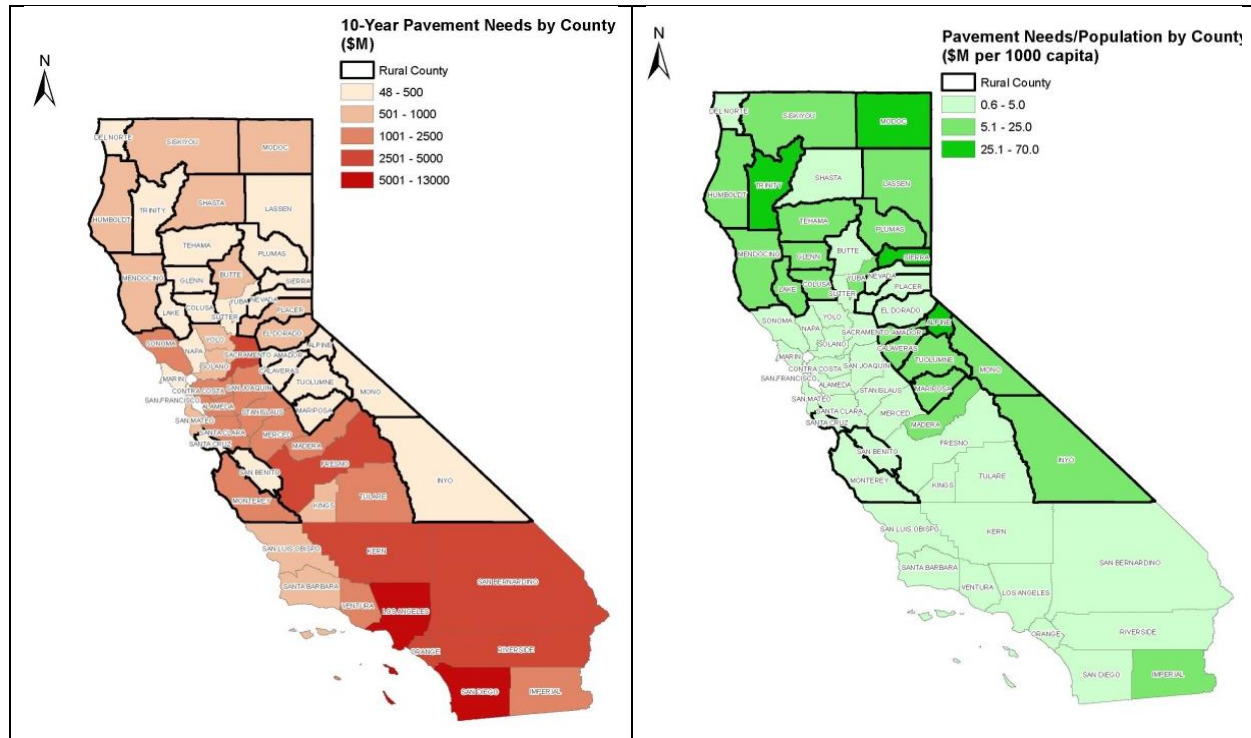 10-Year Pavement Needs by County
($M)
N
Rural County
48 - 500
501 - 1000
1001 - 2500
2501 - 5000
5001 - 13000
DEL NORTE
SISKIYOU
MODOC
HUMBOLDT
TRINITY
SHASTA
LASSEN
TEHAMA
PLUMAS
MENDOCINO
GLENN
BUTTE
SIERRA
LAKE
COLUSA
YUBA
NEVADA
SUTTER
PLACER
SONOMA
YOLO
EL DORADO
NAPA
SACRAMENTO
AMADOR
ALPINE
SOLANO
CALAVERAS
MARIN
SAN JOAQUIN
TUOLUMNE
MONO
CONTRA COSTA
SAN FRANCISCO
ALAMEDA
STANISLAUS
MARIPOSA
SAN MATEO
SANTA CLARA
MERCED
SANTA CRUZ
MADERA
FRESNO
SAN BENITO
INYO
MONTEREY
KINGS
TULARE
SAN LUIS OBISPO
KERN
SAN BERNARDINO
SANTA BARBARA
VENTURA
LOS ANGELES
ORANGE
RIVERSIDE
SAN DIEGO
IMPERIAL
Pavement Needs/Population by County
($M per 1000 capita)
N
Rural County
0.6 - 5.0
5.1 - 25.0
25.1 - 70.0
DEL NORTE
SISKIYOU
MODOC
HUMBOLDT
TRINITY
SHASTA
LASSEN
TEHAMA
PLUMAS
MENDOCINO
GLENN
BUTTE
SIERRA
LAKE
COLUSA
YUBA
NEVADA
SUTTER
PLACER
SONOMA
YOLO
EL DORADO
NAPA
SACRAMENTO
AMADOR
ALPINE
SOLANO
CALAVERAS
MARIN
SAN JOAQUIN
TUOLUMNE
MONO
CONTRA COSTA
SAN FRANCISCO
ALAMEDA
STANISLAUS
MARIPOSA
SAN MATEO
SANTA CLARA
MERCED
SANTA CRUZ
MADERA
FRESNO
SAN BENITO
INYO
MONTEREY
KINGS
TULARE
SAN LUIS OBISPO
KERN
SAN BERNARDINO
SANTA BARBARA
VENTURA
LOS ANGELES
ORANGE
RIVERSIDE
SAN DIEGO
IMPERIAL